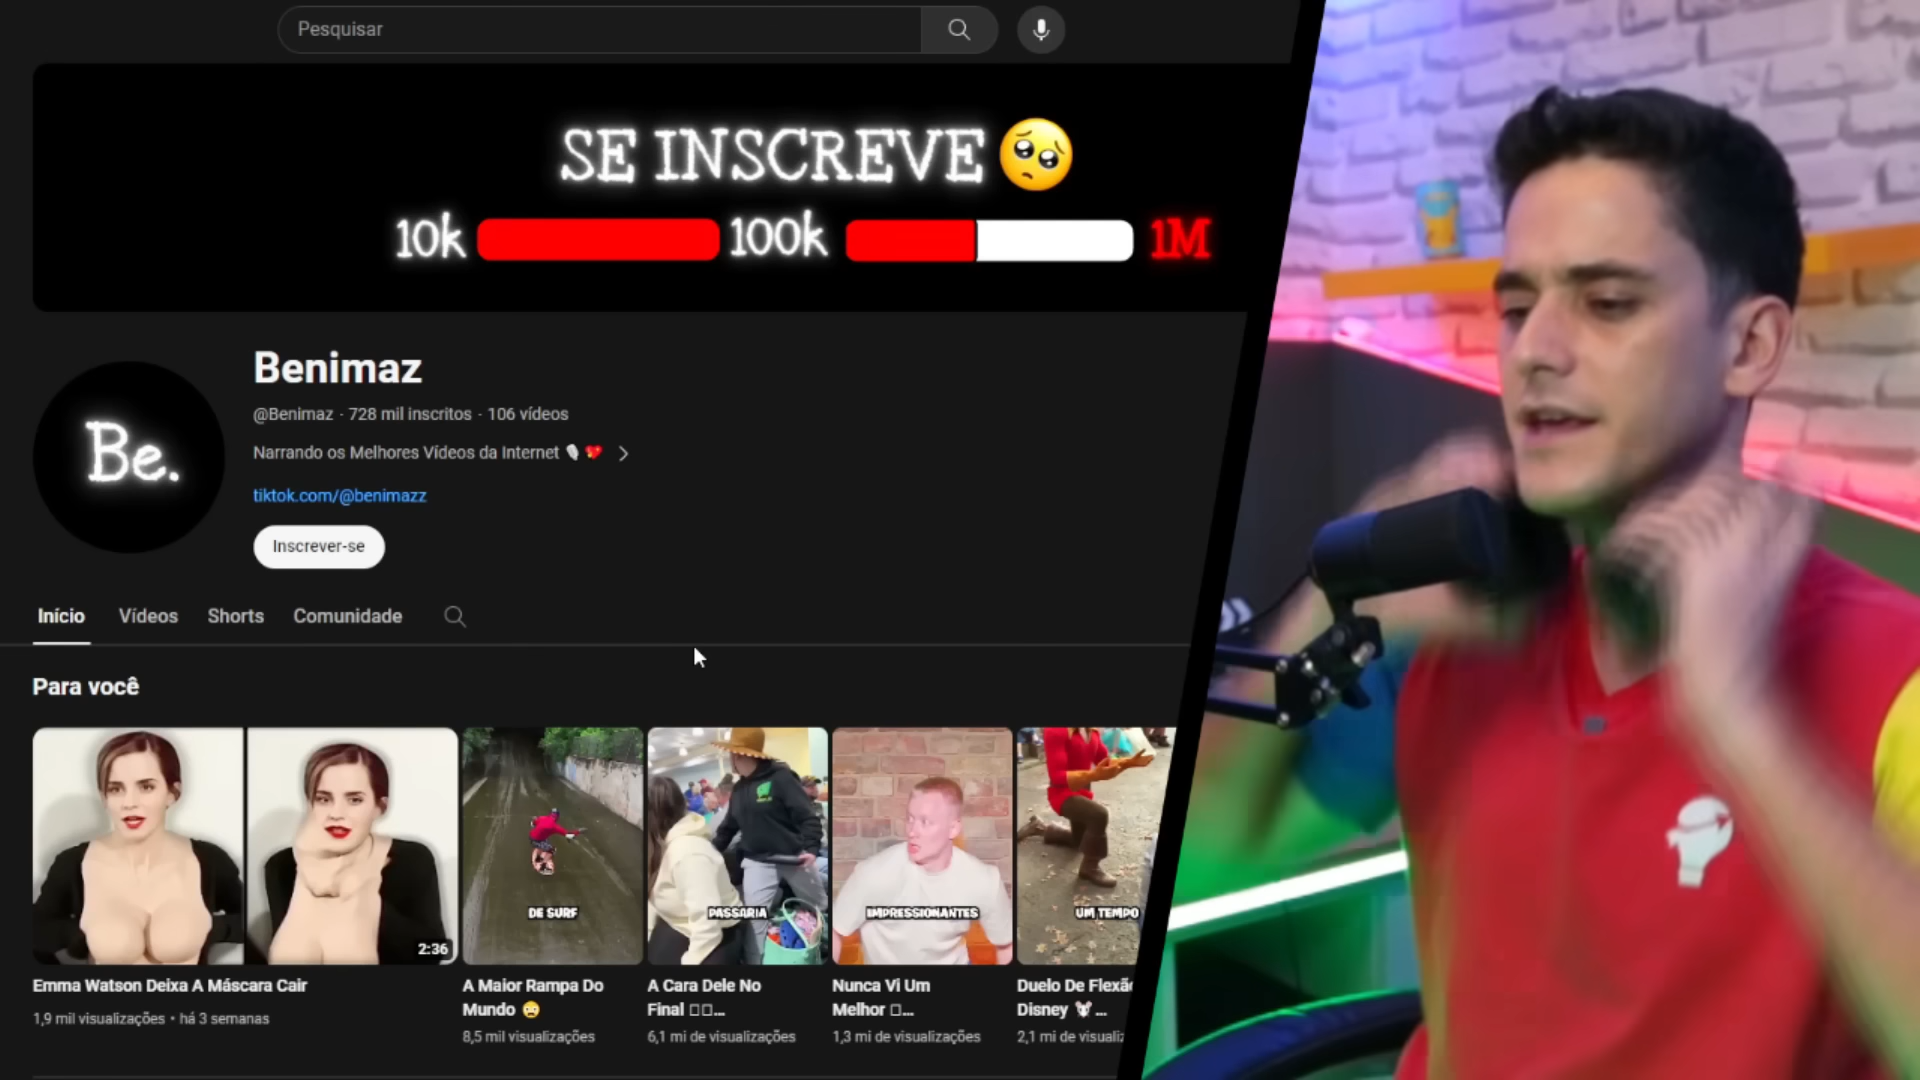 Pesquisar
SE INSCREVE
10k 100k 1M
Be.
Benimaz
@Benimaz · 728 mil inscritos · 106 vídeos
Narrando os Melhores Vídeos da Internet
tiktok.com/@benimazz
Inscrever-se
Início Vídeos Shorts Comunidade
Para você
DE SURF
PASSARIA
IMPRESSIONANTES
UM TEMPO
2:36
Emma Watson Deixa A Máscara Cair
1,9 mil visualizações • há 3 semanas
A Maior Rampa Do
Mundo
8,5 mil visualizações
A Cara Dele No
Final ...
6,1 mi de visualizações
Nunca Vi Um
Melhor ...
1,3 mi de visualizações
Duelo De
Disney ...
2,1 mi de